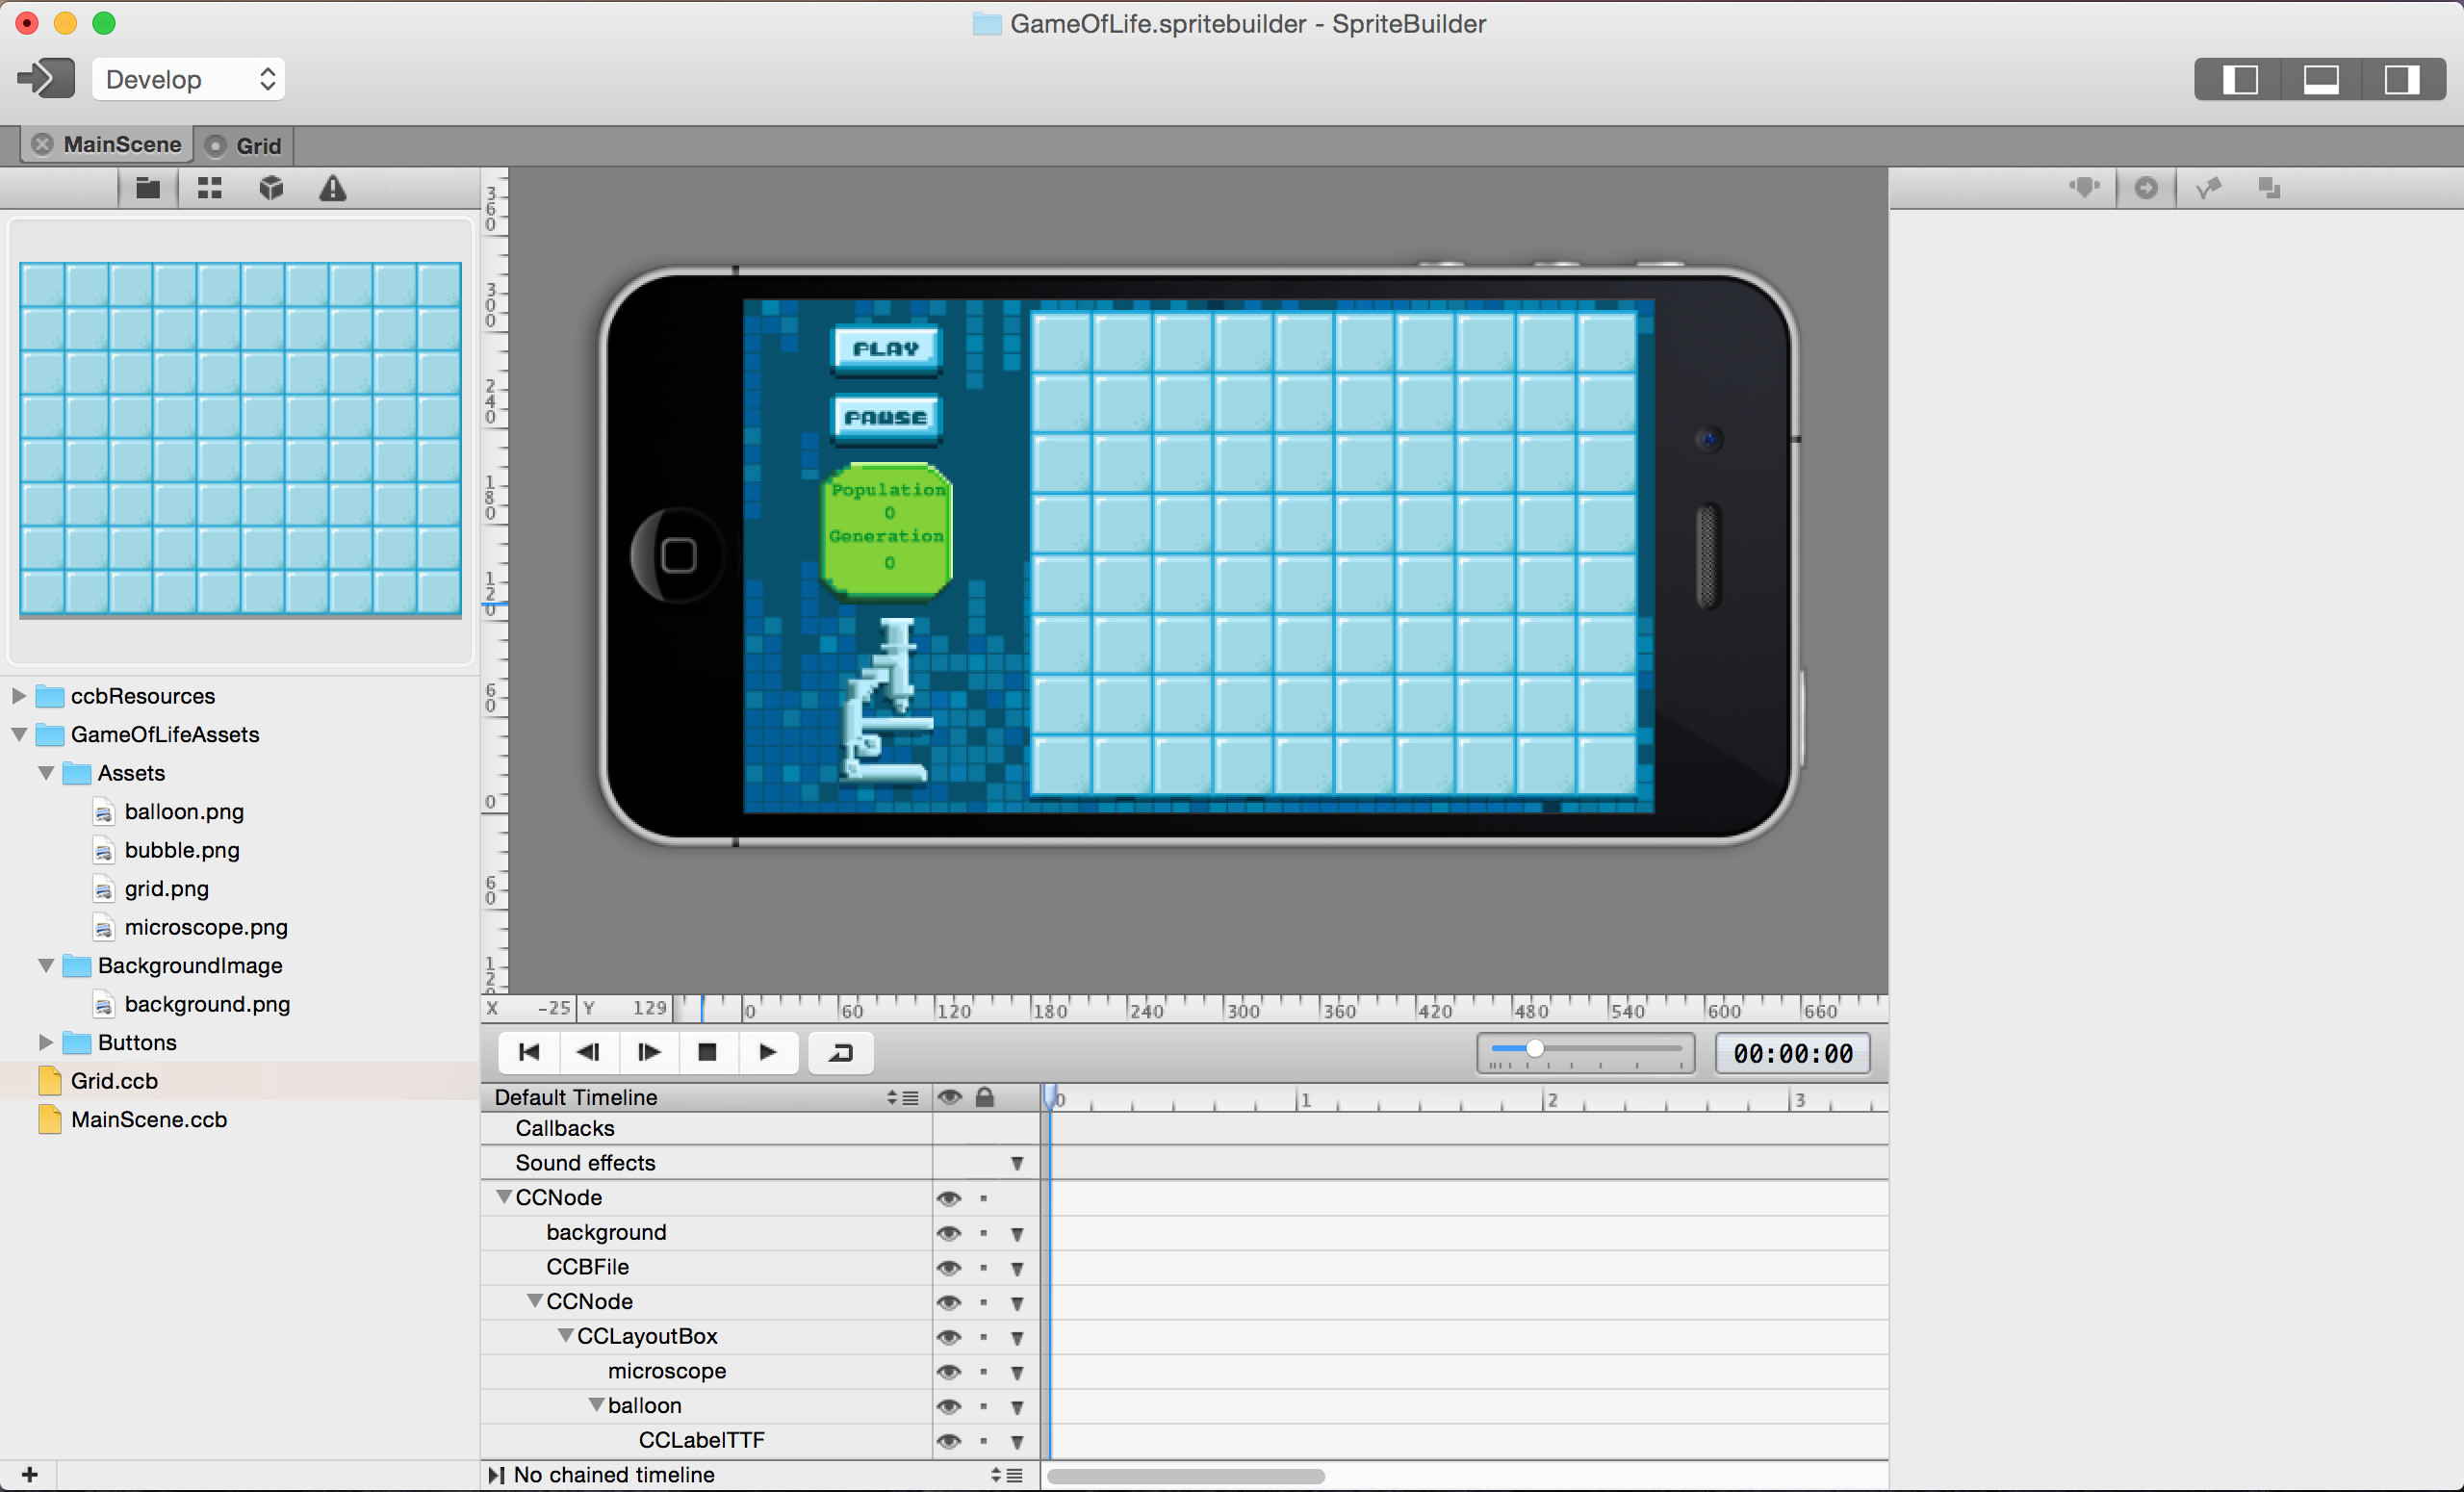 GameOfLife.spritebuilder - SpriteBuilder
Develop
MainScene
Grid
360
300
240
180
120
60
0
60
120
PLAY
PAUSE
Population
0
Generation
0
ccbResources
GameOfLifeAssets
Assets
balloon.png
bubble.png
grid.png
microscope.png
BackgroundImage
background.png
Buttons
Grid.ccb
MainScene.ccb
X -25 Y 129
0 60 120 180 240 300 360 420 480 540 600 660
00:00:00
Default Timeline
0 1 2 3
Callbacks
Sound effects
CCNode
background
CCBFile
CCNode
CCLayoutBox
microscope
balloon
CCLabelTTF
No chained timeline